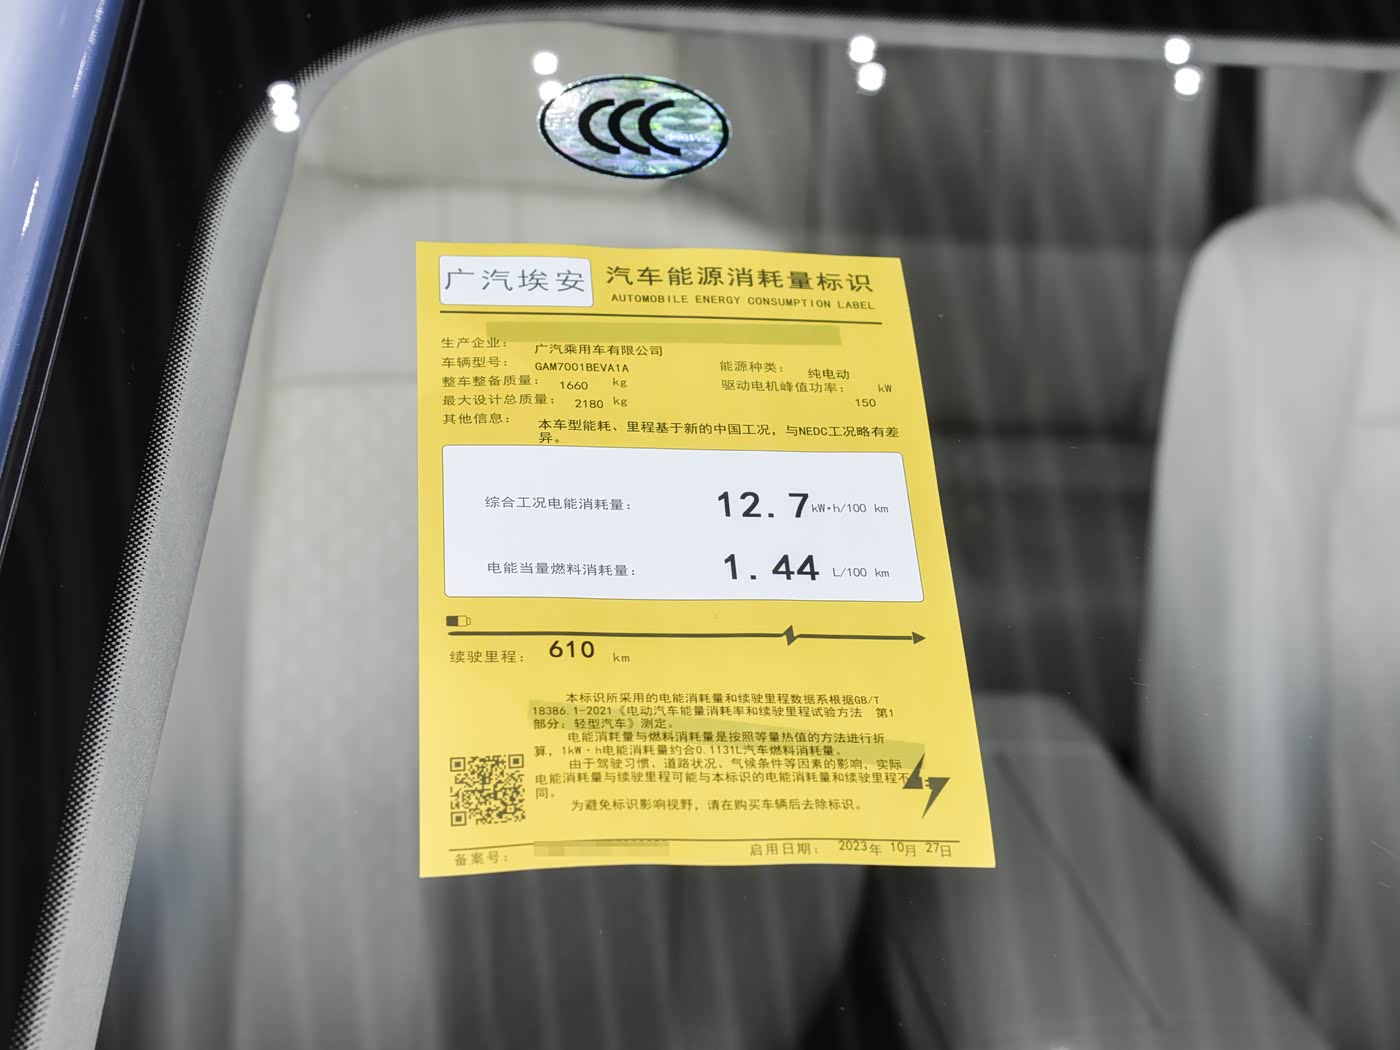 CCC
广汽埃安
汽车能源消耗量标识
AUTOMOBILE ENERGY CONSUMPTION LABEL
生产企业： 广汽乘用车有限公司
车辆型号： GAM7001BEVA1A 能源种类： 纯电动
整车整备质量： 1660 kg 驱动电机峰值功率： 150 kW
最大设计总质量： 2180 kg
其他信息： 本车型能耗、里程基于新的中国工况，与NEDC工况略有差
异。
综合工况电能消耗量： 12.7 kW·h/100 km
电能当量燃料消耗量： 1.44 L/100 km
续驶里程： 610 km
本标识所采用的电能消耗量和续驶里程数据系根据GB/T
18386.1-2021《电动汽车能量消耗率和续驶里程试验方法 第1
部分：轻型汽车》测定。
电能消耗量与燃料消耗量是按照等量热值的方法进行折
算，1kW·h电能消耗量约合0.1131L汽车燃料消耗量。
由于驾驶习惯、道路状况、气候条件等因素的影响，实际
电能消耗量与续驶里程可能与本标识的电能消耗量和续驶里程不
同。
为避免标识影响视野，请在购买车辆后去除标识。
备案号： 启用日期： 2023年 10月 27日